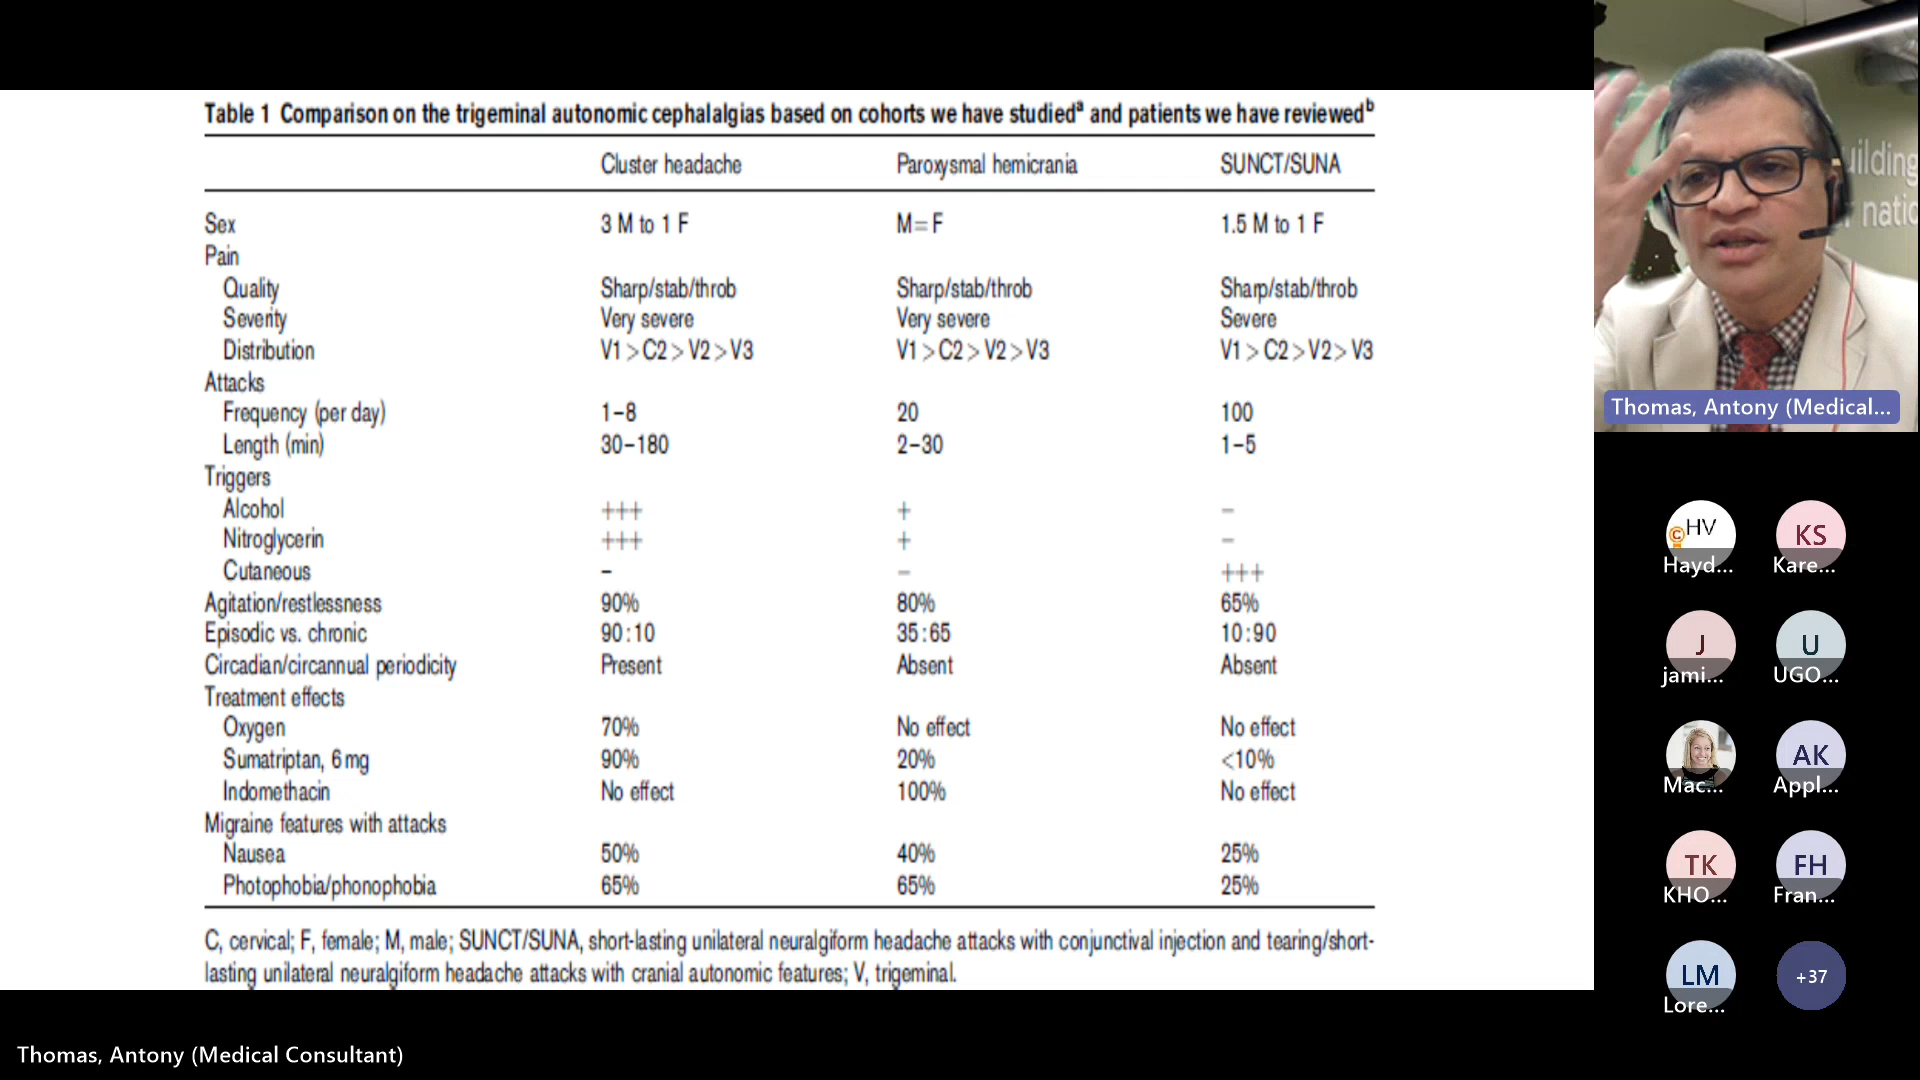 Table 1 Comparison on the trigeminal autonomic cephalalgias based on cohorts we have studiedᵃ and patients we have reviewedᵇ
Cluster headache Paroxysmal hemicrania SUNCT/SUNA
Sex 3 M to 1 F M=F 1.5 M to 1 F
Pain
Quality Sharp/stab/throb Sharp/stab/throb Sharp/stab/throb
Severity Very severe Very severe Severe
Distribution V1>C2>V2>V3 V1>C2>V2>V3 V1>C2>V2>V3
Attacks
Frequency (per day) 1–8 20 100
Length (min) 30–180 2–30 1–5
Triggers
Alcohol +++ + –
Nitroglycerin +++ + –
Cutaneous – – +++
Agitation/restlessness 90% 80% 65%
Episodic vs. chronic 90:10 35:65 10:90
Circadian/circannual periodicity Present Absent Absent
Treatment effects
Oxygen 70% No effect No effect
Sumatriptan, 6 mg 90% 20% <10%
Indomethacin No effect 100% No effect
Migraine features with attacks
Nausea 50% 40% 25%
Photophobia/phonophobia 65% 65% 25%
C, cervical; F, female; M, male; SUNCT/SUNA, short-lasting unilateral neuralgiform headache attacks with conjunctival injection and tearing/short-
lasting unilateral neuralgiform headache attacks with cranial autonomic features; V, trigeminal.
Thomas, Antony (Medical Consultant)
Thomas, Antony (Medical...
HV KS
Hayd... Kare...
J U
jami... UGO...
AK
Mac... Appl...
TK FH
KHO... Fran...
LM +37
Lore...